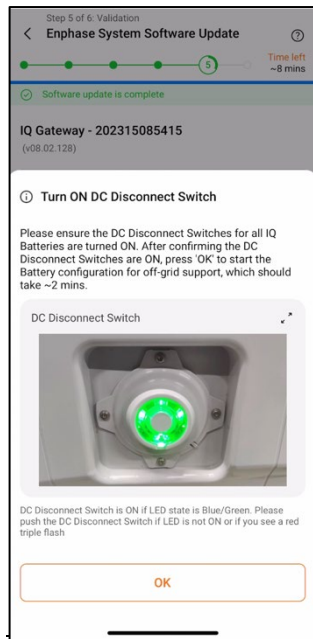 Step 5 of 6: Validation
Enphase System Software Update
Time left
5
~8 mins
Software update is complete
IQ Gateway - 202315085415
(v08.02.128)
Turn ON DC Disconnect Switch
Please ensure the DC Disconnect Switches for all IQ
Batteries are turned ON. After confirming the DC
Disconnect Switches are ON, press 'OK' to start the
Battery configuration for off-grid support, which should
take ~2 mins.
DC Disconnect Switch
DC Disconnect Switch is ON if LED state is Blue/Green. Please
push the DC Disconnect Switch if LED is not ON or if you see a red
triple flash
OK